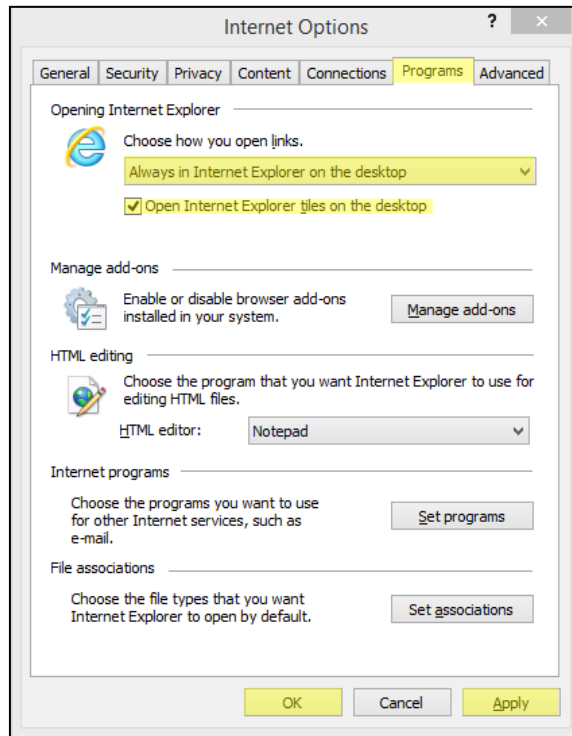 Internet Options
?
×
General Security Privacy Content Connections Programs Advanced
Opening Internet Explorer
Choose how you open links.
Always in Internet Explorer on the desktop
Open Internet Explorer tiles on the desktop
Manage add-ons
Enable or disable browser add-ons
installed in your system.
Manage add-ons
HTML editing
Choose the program that you want Internet Explorer to use for
editing HTML files.
HTML editor:
Notepad
Internet programs
Choose the programs you want to use
for other Internet services, such as
e-mail.
Set programs
File associations
Choose the file types that you want
Internet Explorer to open by default.
Set associations
OK Cancel Apply